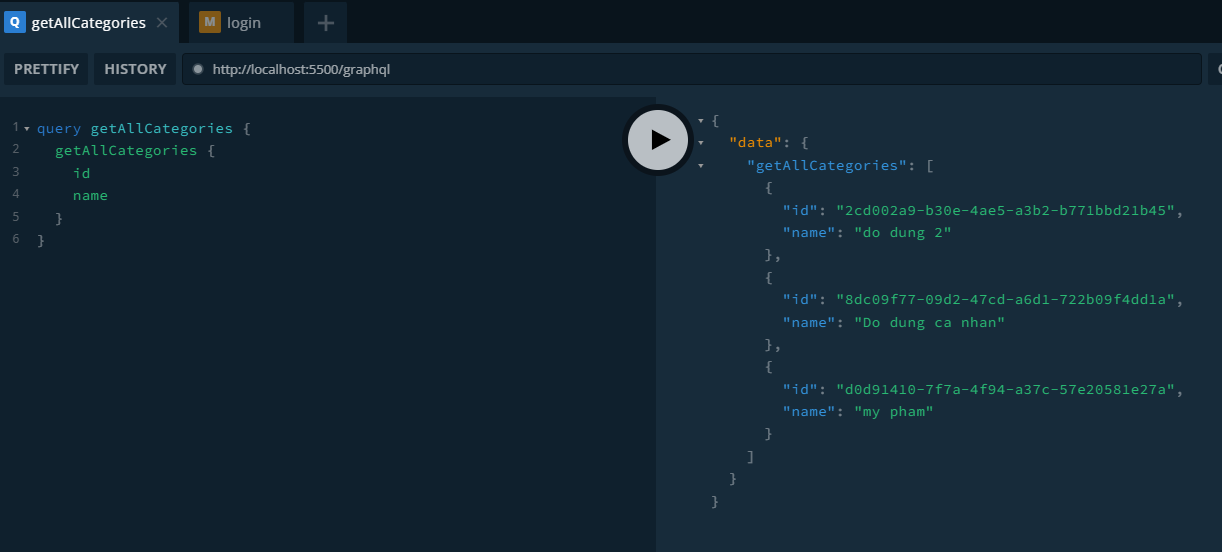 Q getAllCategories × M login +
PRETTIFY HISTORY http://localhost:5500/graphql
1 query getAllCategories {
2 getAllCategories {
3 id
4 name
5 }
6 }
{
"data": {
"getAllCategories": [
{
"id": "2cd002a9-b30e-4ae5-a3b2-b771bbd21b45",
"name": "do dung 2"
},
{
"id": "8dc09f77-09d2-47cd-a6d1-722b09f4dd1a",
"name": "Do dung ca nhan"
},
{
"id": "d0d91410-7f7a-4f94-a37c-57e20581e27a",
"name": "my pham"
}
]
}
}